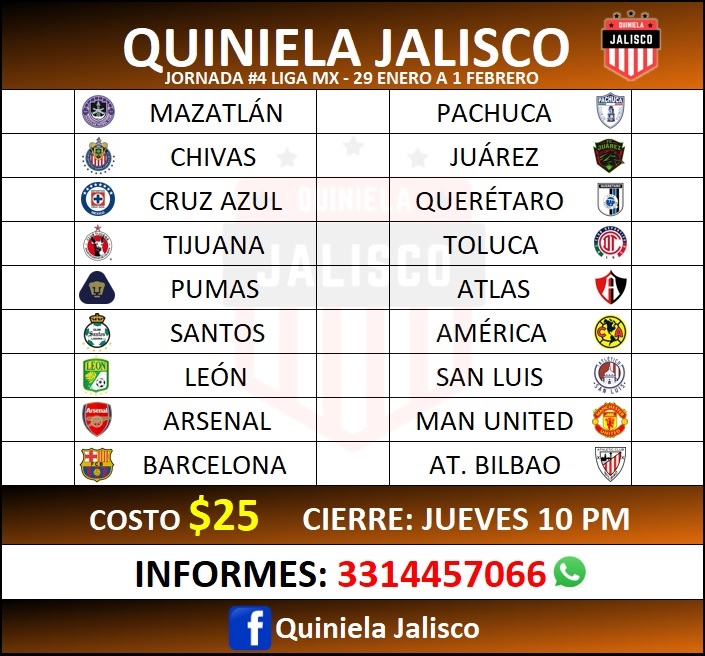 QUINIELA JALISCO
JALISCO
JORNADA #4 LIGA MX - 29 ENERO A 1 FEBRERO
MAZATLÁN PACHUCA
CHIVAS JUÁREZ
CRUZ AZUL QUERÉTARO
TIJUANA TOLUCA
PUMAS ATLAS
SANTOS AMÉRICA
LEÓN SAN LUIS
ARSENAL MAN UNITED
BARCELONA AT. BILBAO
QUINIELA
JALISCO
COSTO $25 CIERRE: JUEVES 10 PM
INFORMES: 3314457066
Quiniela Jalisco